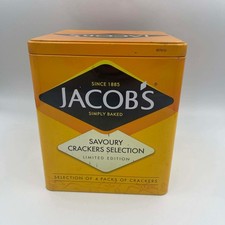 SINCE 1885
JACOB'S
SIMPLY BAKED
SAVOURY
CRACKERS SELECTION
LIMITED EDITION
SELECTION OF 4 PACKS OF CRACKERS